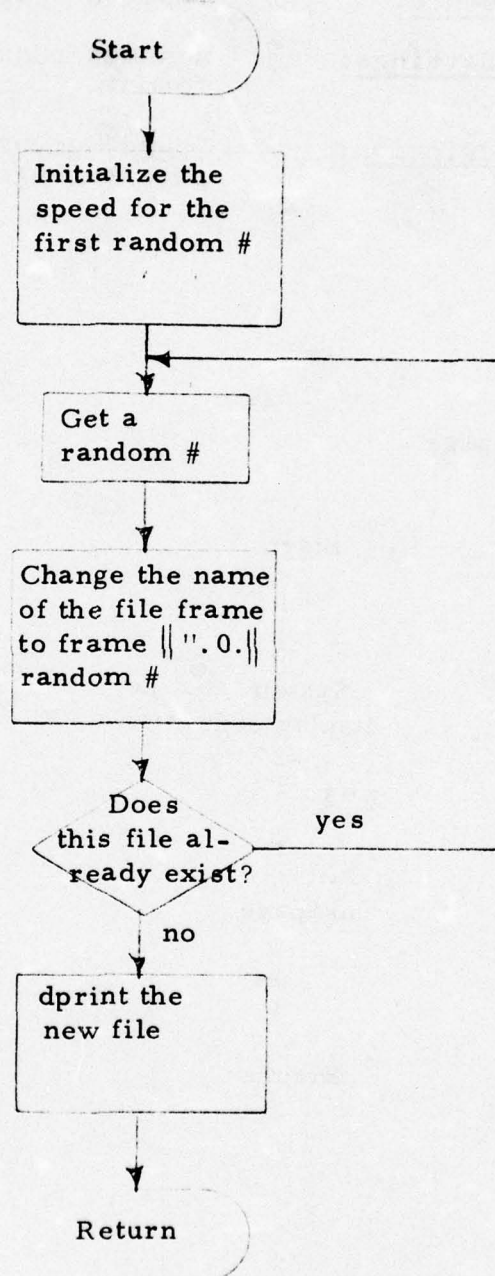 Start
Initialize the
speed for the
first random #
Get a
random #
Change the name
of the file frame
to frame || ". 0.||
random #
Does
this file al-
ready exist?
yes
no
dprint the
new file
Return